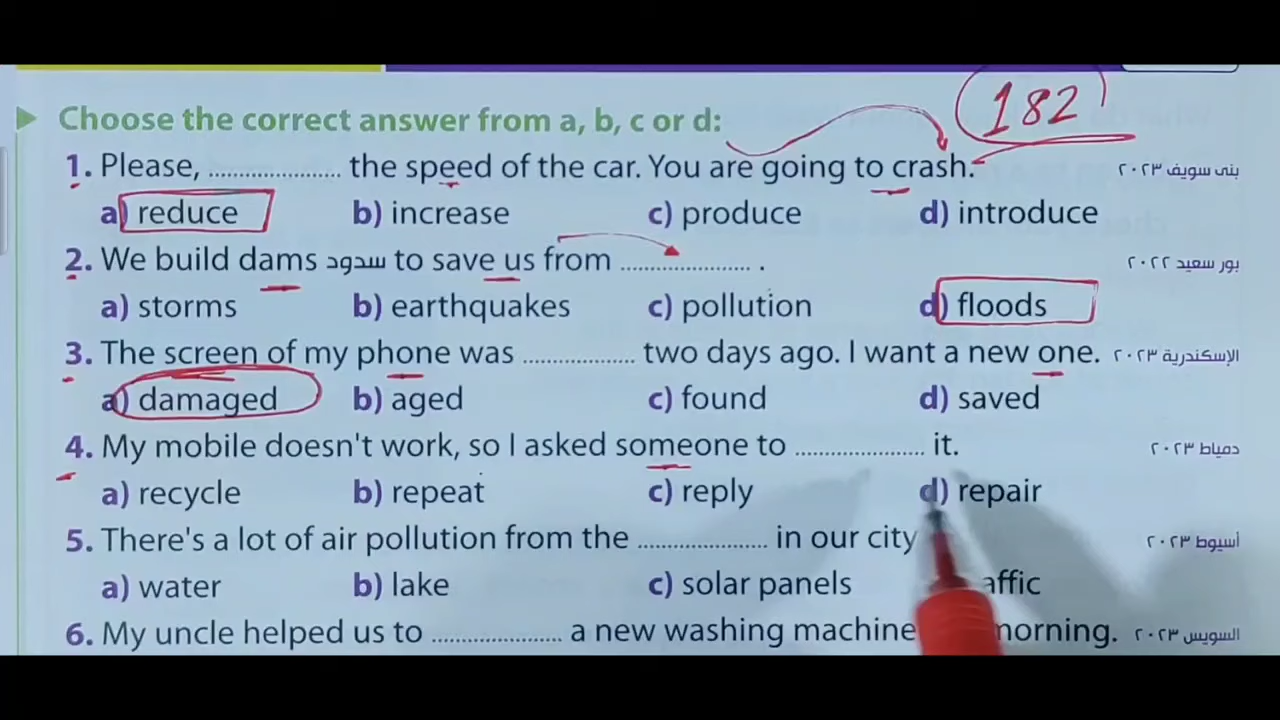 182
Choose the correct answer from a, b, c or d:
1. Please, ...................... the speed of the car. You are going to crash. بنى سويف ٢٠٢٣
a) reduce b) increase c) produce d) introduce
2. We build dams سدود to save us from ...................... . بور سعيد ٢٠٢٢
a) storms b) earthquakes c) pollution d) floods
3. The screen of my phone was ................... two days ago. I want a new one. الإسكندرية ٢٠٢٣
a) damaged b) aged c) found d) saved
4. My mobile doesn't work, so I asked someone to ...................... it. دمياط ٢٠٢٣
a) recycle b) repeat c) reply d) repair
5. There's a lot of air pollution from the ...................... in our city أسيوط ٢٠٢٣
a) water b) lake c) solar panels affic
6. My uncle helped us to ...................... a new washing machine morning. السويس ٢٠٢٣